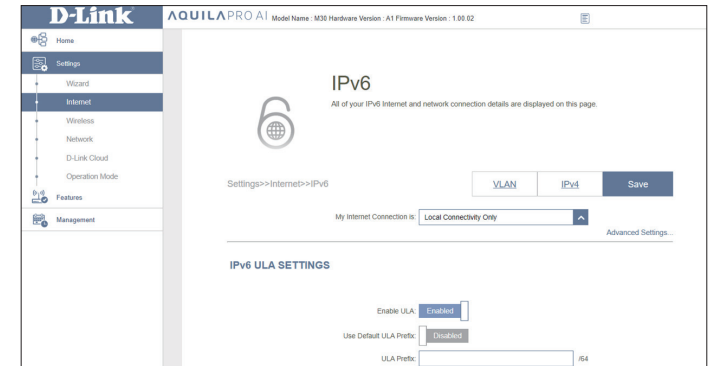 D-Link
AQUILA PRO AI Model Name : M30 Hardware Version : A1 Firmware Version : 1.00.02
Home
Settings
Wizard
Internet
Wireless
Network
D-Link Cloud
Operation Mode
Features
Management
IPv6
All of your IPv6 Internet and network connection details are displayed on this page.
Settings>>Internet>>IPv6
VLAN
IPv4
Save
My Internet Connection is: Local Connectivity Only
Advanced Settings...
IPv6 ULA SETTINGS
Enable ULA: Enabled
Use Default ULA Prefix: Disabled
ULA Prefix: /64